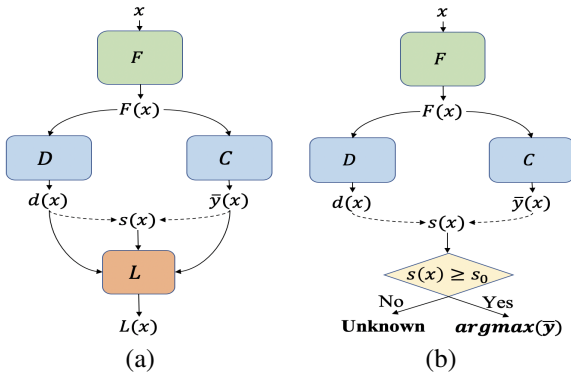 x
F
F(x)
D
C
d(x)
s(x)
ȳ(x)
L
L(x)
(a)
x
F
F(x)
D
C
d(x)
ȳ(x)
s(x)
s(x) ≥ s₀
No
Yes
Unknown
argmax(ȳ)
(b)